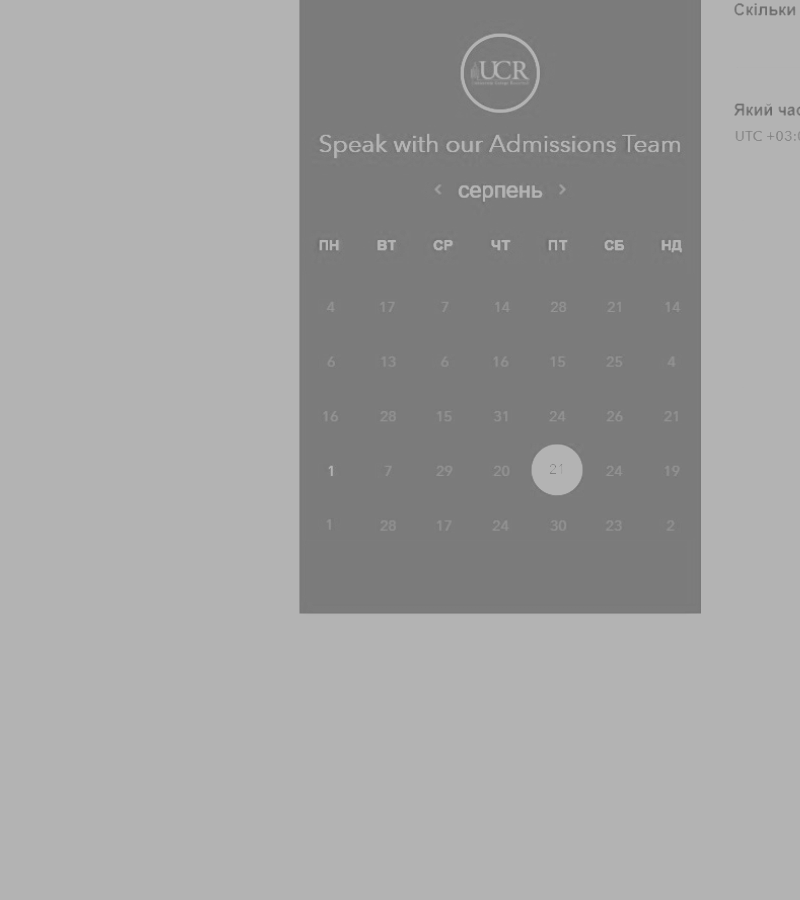 Скільки
UCR
Speak with our Admissions Team
< серпень >
ПН ВТ СР ЧТ ПТ СБ НД
4 17 7 14 28 21 14
6 13 6 16 15 25 4
16 28 15 31 24 26 21
1 7 29 20 21 24 19
1 28 17 24 30 23 2
Який час
UTC +03:0